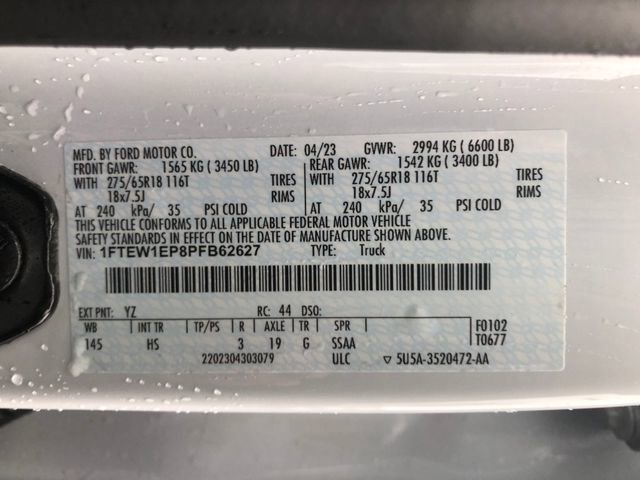 MFD. BY FORD MOTOR CO. DATE: 04/23 GVWR: 2994 KG ( 6600 LB)
FRONT GAWR: 1565 KG ( 3450 LB) REAR GAWR: 1542 KG ( 3400 LB)
WITH 275/65R18 116T TIRES WITH 275/65R18 116T TIRES
18x7.5J RIMS 18x7.5J RIMS
AT 240 kPa/ 35 PSI COLD AT 240 kPa/ 35 PSI COLD
THIS VEHICLE CONFORMS TO ALL APPLICABLE FEDERAL MOTOR VEHICLE
SAFETY STANDARDS IN EFFECT ON THE DATE OF MANUFACTURE SHOWN ABOVE.
VIN: 1FTEW1EP8PFB62627 TYPE: Truck
EXT PNT: YZ RC: 44 DSO:
WB INT TR TP/PS R AXLE TR SPR F0102
145 HS 3 19 G SSAA T0677
2202304303079 ULC ▽ 5U5A-3520472-AA